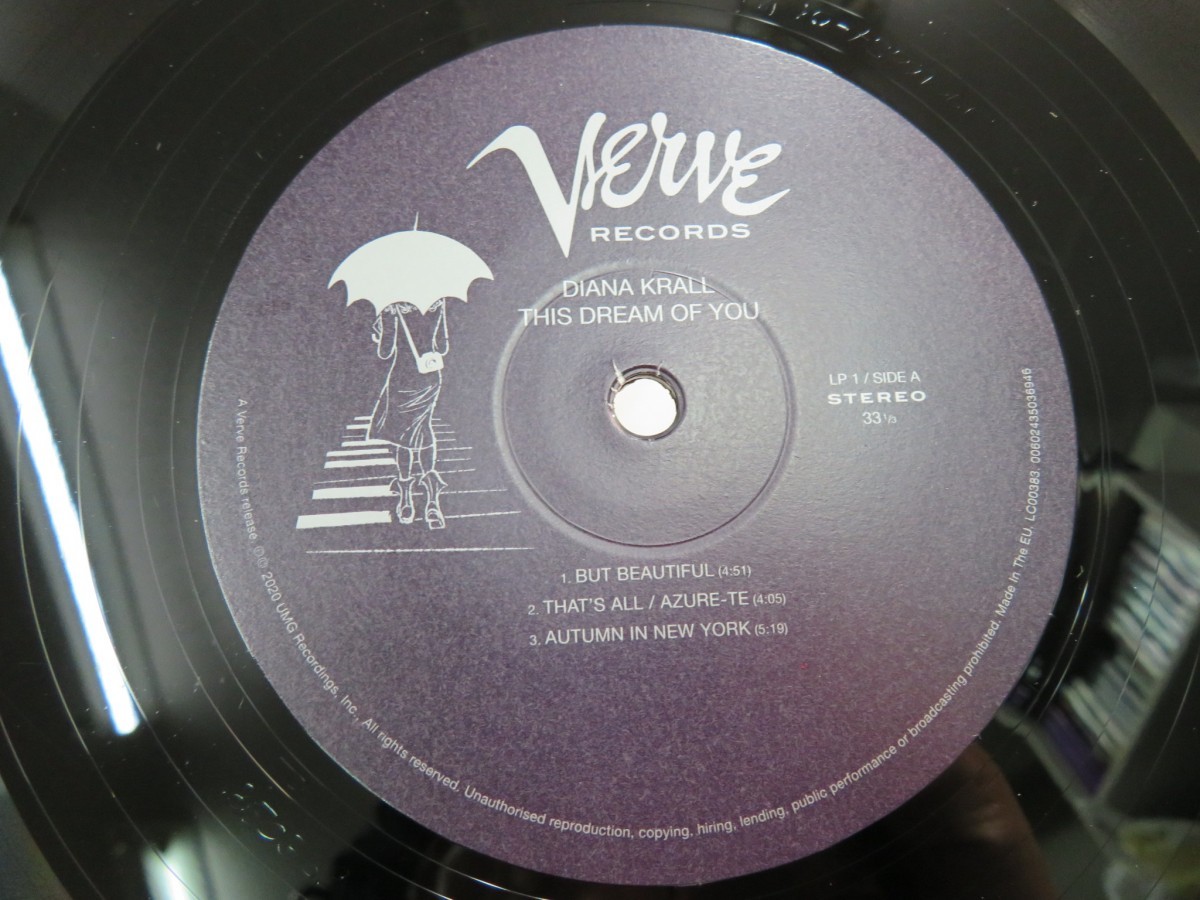 Verve
RECORDS
DIANA KRALL
THIS DREAM OF YOU
LP 1 / SIDE A
STEREO
33 1/3
1. BUT BEAUTIFUL (4:51)
2. THAT'S ALL / AZURE-TE (4:05)
3. AUTUMN IN NEW YORK (5:19)
A Verve Records release. ℗© 2020 UMG Recordings, Inc., All rights reserved. Unauthorised reproduction, copying, hiring, lending, public performance or broadcasting prohibited. Made In The EU. LC00383. 00602435036946